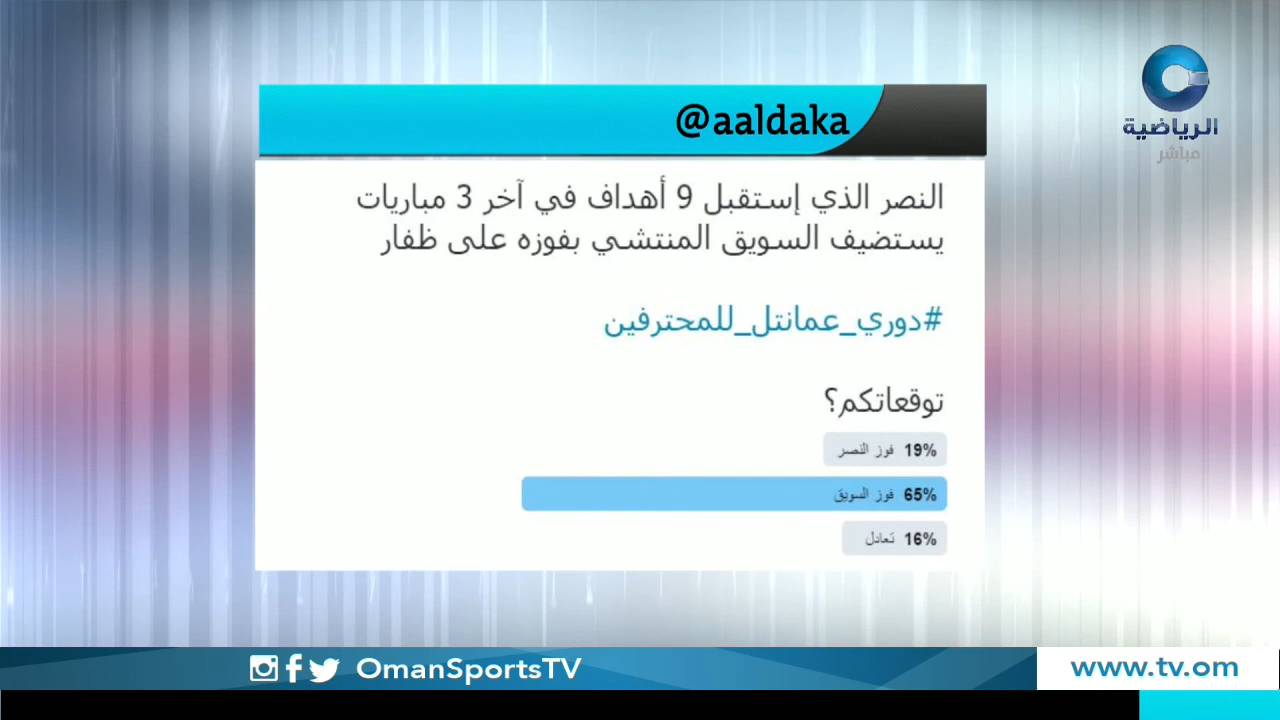 @aaldaka
الرياضية
مباشر
النصر الذي إستقبل 9 أهداف في آخر 3 مباريات
يستضيف السويق المنتشي بفوزه على ظفار
#دوري_عمانتل_للمحترفين
توقعاتكم؟
19% فوز النصر
65% فوز السويق
16% تعادل
OmanSportsTV
www.tv.om